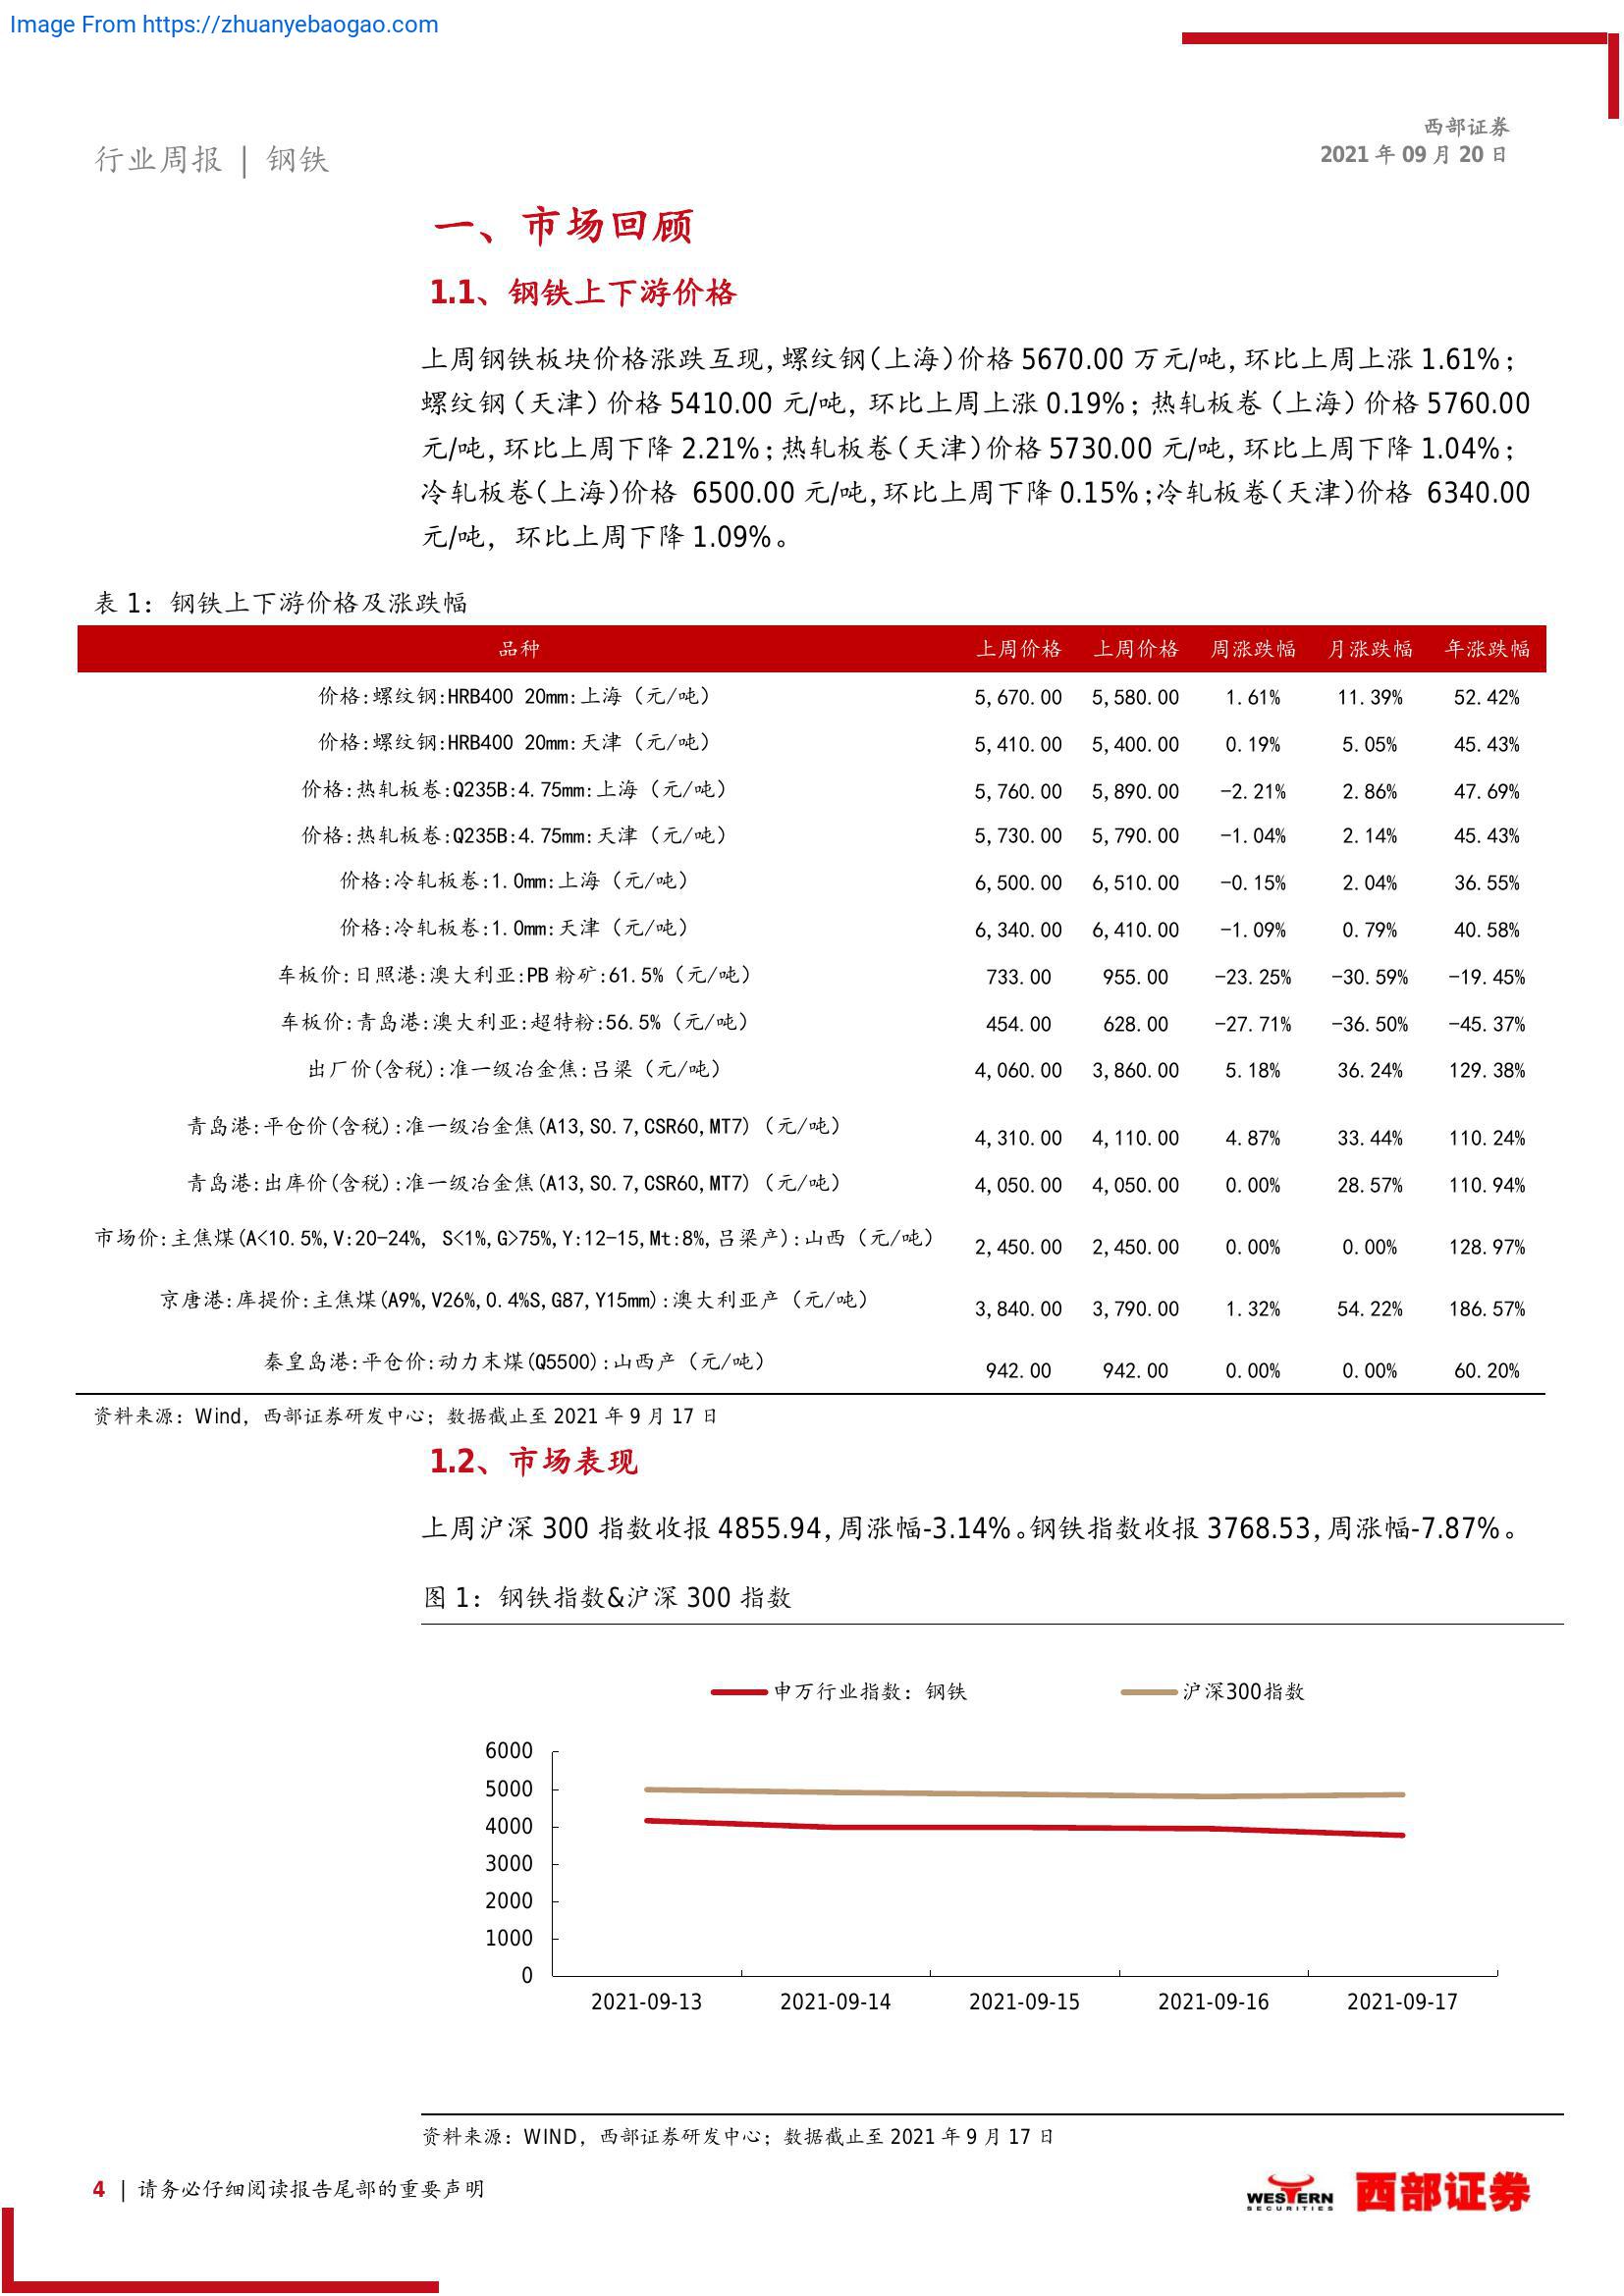 Image From https://zhuanyebaogao.com
行业周报 | 钢铁
西部证券
2021 年 09 月 20 日
一、市场回顾
1.1、钢铁上下游价格
上周钢铁板块价格涨跌互现，螺纹钢（上海）价格 5670.00 万元/吨，环比上周上涨 1.61%；
螺纹钢（天津）价格 5410.00 元/吨，环比上周上涨 0.19%；热轧板卷（上海）价格 5760.00
元/吨，环比上周下降 2.21%；热轧板卷（天津）价格 5730.00 元/吨，环比上周下降 1.04%；
冷轧板卷（上海）价格 6500.00 元/吨，环比上周下降 0.15%；冷轧板卷（天津）价格 6340.00
元/吨，环比上周下降 1.09%。
表 1：钢铁上下游价格及涨跌幅
品种 上周价格 上周价格 周涨跌幅 月涨跌幅 年涨跌幅
价格:螺纹钢:HRB400 20mm:上海（元/吨） 5,670.00 5,580.00 1.61% 11.39% 52.42%
价格:螺纹钢:HRB400 20mm:天津（元/吨） 5,410.00 5,400.00 0.19% 5.05% 45.43%
价格:热轧板卷:Q235B:4.75mm:上海（元/吨） 5,760.00 5,890.00 -2.21% 2.86% 47.69%
价格:热轧板卷:Q235B:4.75mm:天津（元/吨） 5,730.00 5,790.00 -1.04% 2.14% 45.43%
价格:冷轧板卷:1.0mm:上海（元/吨） 6,500.00 6,510.00 -0.15% 2.04% 36.55%
价格:冷轧板卷:1.0mm:天津（元/吨） 6,340.00 6,410.00 -1.09% 0.79% 40.58%
车板价:日照港:澳大利亚:PB 粉矿:61.5%（元/吨） 733.00 955.00 -23.25% -30.59% -19.45%
车板价:青岛港:澳大利亚:超特粉:56.5%（元/吨） 454.00 628.00 -27.71% -36.50% -45.37%
出厂价(含税):准一级冶金焦:吕梁（元/吨） 4,060.00 3,860.00 5.18% 36.24% 129.38%
青岛港:平仓价(含税):准一级冶金焦(A13,S0.7,CSR60,MT7)（元/吨） 4,310.00 4,110.00 4.87% 33.44% 110.24%
青岛港:出库价(含税):准一级冶金焦(A13,S0.7,CSR60,MT7)（元/吨） 4,050.00 4,050.00 0.00% 28.57% 110.94%
市场价:主焦煤(A<10.5%,V:20-24%, S<1%,G>75%,Y:12-15,Mt:8%,吕梁产):山西（元/吨） 2,450.00 2,450.00 0.00% 0.00% 128.97%
京唐港:库提价:主焦煤(A9%,V26%,0.4%S,G87,Y15mm):澳大利亚产（元/吨） 3,840.00 3,790.00 1.32% 54.22% 186.57%
秦皇岛港:平仓价:动力末煤(Q5500):山西产（元/吨） 942.00 942.00 0.00% 0.00% 60.20%
资料来源：Wind，西部证券研发中心；数据截止至 2021 年 9 月 17 日
1.2、市场表现
上周沪深 300 指数收报 4855.94，周涨幅-3.14%。钢铁指数收报 3768.53，周涨幅-7.87%。
图 1：钢铁指数&沪深 300 指数
申万行业指数：钢铁 沪深300指数
6000
5000
4000
3000
2000
1000
0
2021-09-13 2021-09-14 2021-09-15 2021-09-16 2021-09-17
资料来源：WIND，西部证券研发中心；数据截止至 2021 年 9 月 17 日
4 | 请务必仔细阅读报告尾部的重要声明
WESTERN
SECURITIES
西部证券